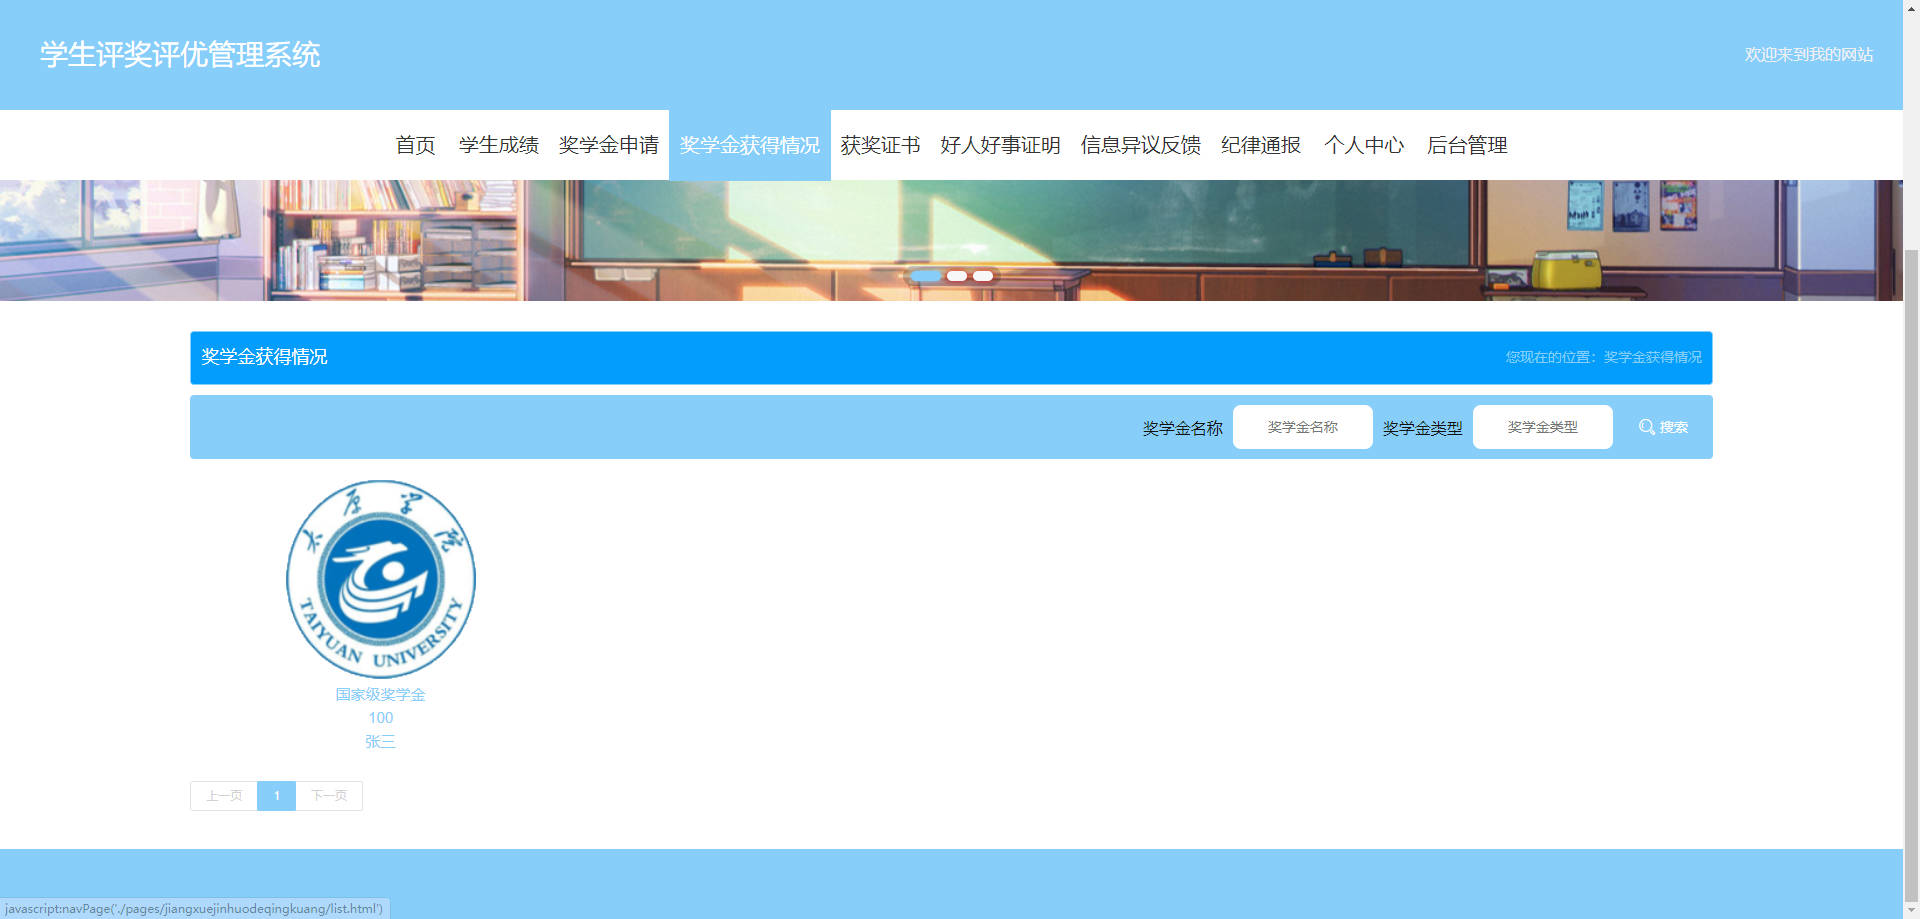 学生评奖评优管理系统
欢迎来到我的网站
首页 学生成绩 奖学金申请 奖学金获得情况 获奖证书 好人好事证明 信息异议反馈 纪律通报 个人中心 后台管理
奖学金获得情况
您现在的位置：奖学金获得情况
奖学金名称 奖学金名称 奖学金类型 奖学金类型 搜索
太原学院
TAIYUAN UNIVERSITY
国家级奖学金
100
张三
上一页 1 下一页
javascript:navPage('./pages/jiangxuejinhuodeqingkuang/list.html')